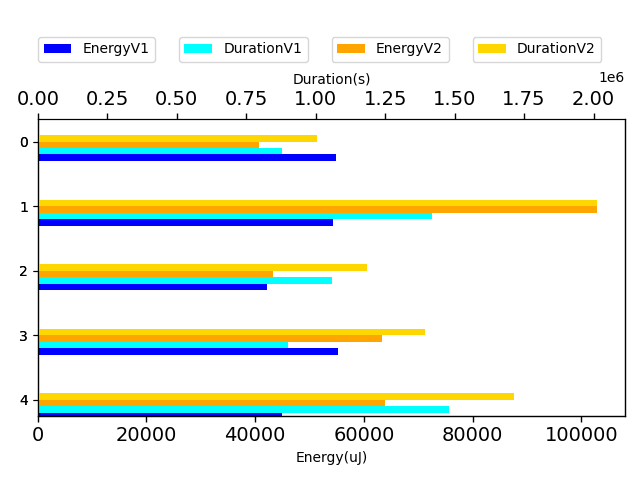 EnergyV1 DurationV1 EnergyV2 DurationV2
Duration(s)
1e6
0.00 0.25 0.50 0.75 1.00 1.25 1.50 1.75 2.00
0
1
2
3
4
0 20000 40000 60000 80000 100000
Energy(uJ)